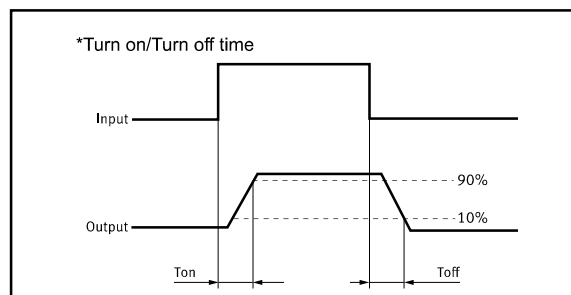 *Turn on/Turn off time
Input
90%
10%
Output
Ton
Toff